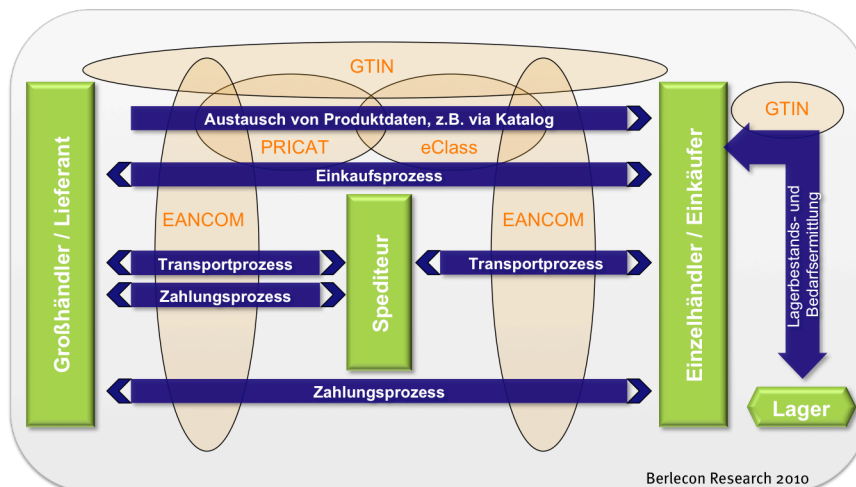 GTIN
GTIN
Austausch von Produktdaten, z.B. via Katalog
PRICAT
eClass
Einkaufsprozess
Großhändler / Lieferant
EANCOM
Spediteur
EANCOM
Einzelhändler / Einkäufer
Lagerbestands- und
Bedarfsermittlung
Transportprozess
Transportprozess
Zahlungsprozess
Zahlungsprozess
Lager
Berlecon Research 2010